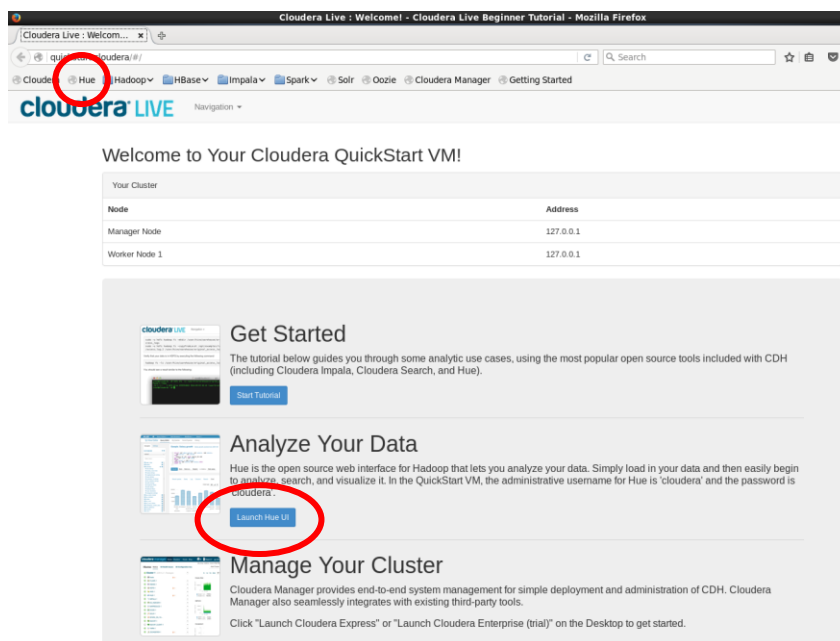 Cloudera Live : Welcome! - Cloudera Live Beginner Tutorial - Mozilla Firefox
Cloudera Live : Welcom... ×
/#/
Search
Hue Hadoop HBase Impala Spark Solr Oozie Cloudera Manager Getting Started
cloudera LIVE Navigation
Welcome to Your Cloudera QuickStart VM!
Your Cluster
Node Address
Manager Node 127.0.0.1
Worker Node 1 127.0.0.1
Get Started
The tutorial below guides you through some analytic use cases, using the most popular open source tools included with CDH
(including Cloudera Impala, Cloudera Search, and Hue).
Start Tutorial
Analyze Your Data
Hue is the open source web interface for Hadoop that lets you analyze your data. Simply load in your data and then easily begin
to analyze, search, and visualize it. In the QuickStart VM, the administrative username for Hue is 'cloudera' and the password is
'cloudera'.
Launch Hue UI
Manage Your Cluster
Cloudera Manager provides end-to-end system management for simple deployment and administration of CDH. Cloudera
Manager also seamlessly integrates with existing third-party tools.
Click "Launch Cloudera Express" or "Launch Cloudera Enterprise (trial)" on the Desktop to get started.